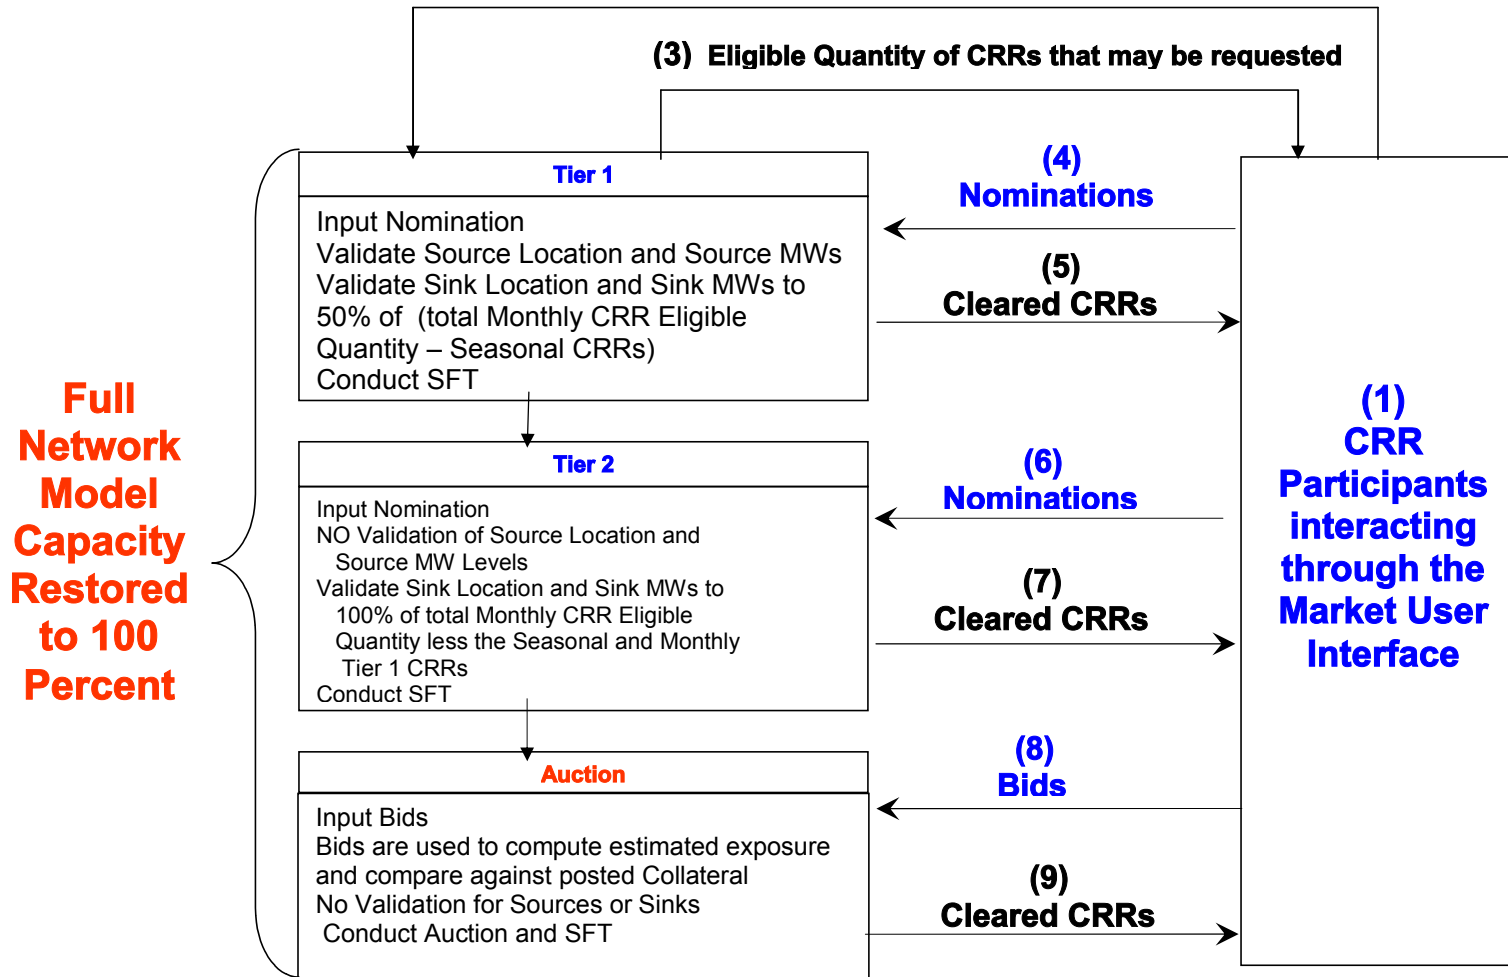 (3) Eligible Quantity of CRRs that may be requested
Tier 1
Input Nomination
Validate Source Location and Source MWs
Validate Sink Location and Sink MWs to
50% of (total Monthly CRR Eligible
Quantity – Seasonal CRRs)
Conduct SFT
(4)
Nominations
(5)
Cleared CRRs
Full
Network
Model
Capacity
Restored
to 100
Percent
(1)
CRR
Participants
interacting
through the
Market User
Interface
Tier 2
Input Nomination
NO Validation of Source Location and
Source MW Levels
Validate Sink Location and Sink MWs to
100% of total Monthly CRR Eligible
Quantity less the Seasonal and Monthly
Tier 1 CRRs
Conduct SFT
(6)
Nominations
(7)
Cleared CRRs
Auction
Input Bids
Bids are used to compute estimated exposure
and compare against posted Collateral
No Validation for Sources or Sinks
Conduct Auction and SFT
(8)
Bids
(9)
Cleared CRRs